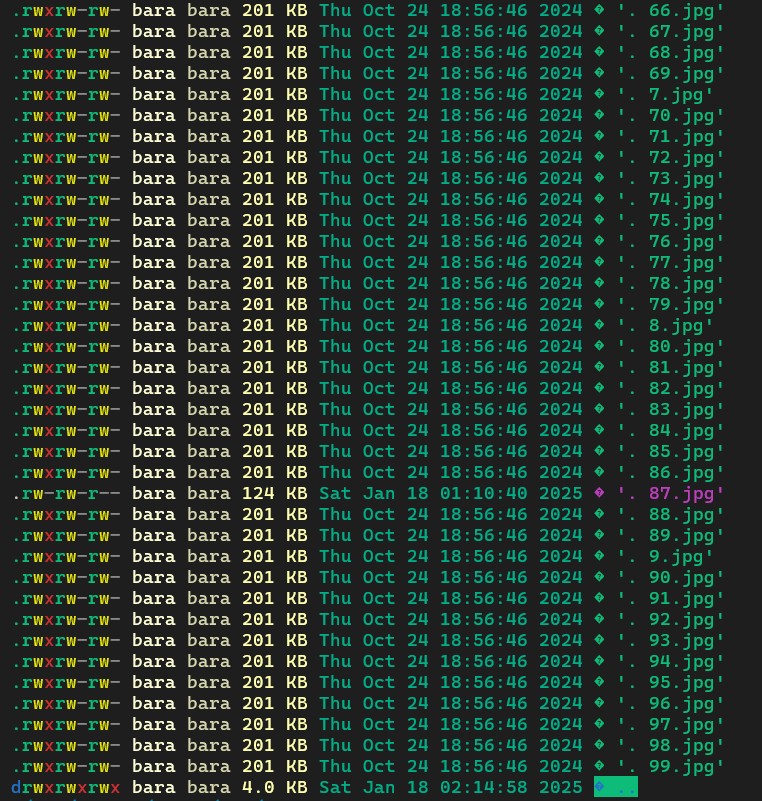 .rwxrw-rw- bara bara 201 KB Thu Oct 24 18:56:46 2024 � '. 66.jpg'
.rwxrw-rw- bara bara 201 KB Thu Oct 24 18:56:46 2024 � '. 67.jpg'
.rwxrw-rw- bara bara 201 KB Thu Oct 24 18:56:46 2024 � '. 68.jpg'
.rwxrw-rw- bara bara 201 KB Thu Oct 24 18:56:46 2024 � '. 69.jpg'
.rwxrw-rw- bara bara 201 KB Thu Oct 24 18:56:46 2024 � '. 7.jpg'
.rwxrw-rw- bara bara 201 KB Thu Oct 24 18:56:46 2024 � '. 70.jpg'
.rwxrw-rw- bara bara 201 KB Thu Oct 24 18:56:46 2024 � '. 71.jpg'
.rwxrw-rw- bara bara 201 KB Thu Oct 24 18:56:46 2024 � '. 72.jpg'
.rwxrw-rw- bara bara 201 KB Thu Oct 24 18:56:46 2024 � '. 73.jpg'
.rwxrw-rw- bara bara 201 KB Thu Oct 24 18:56:46 2024 � '. 74.jpg'
.rwxrw-rw- bara bara 201 KB Thu Oct 24 18:56:46 2024 � '. 75.jpg'
.rwxrw-rw- bara bara 201 KB Thu Oct 24 18:56:46 2024 � '. 76.jpg'
.rwxrw-rw- bara bara 201 KB Thu Oct 24 18:56:46 2024 � '. 77.jpg'
.rwxrw-rw- bara bara 201 KB Thu Oct 24 18:56:46 2024 � '. 78.jpg'
.rwxrw-rw- bara bara 201 KB Thu Oct 24 18:56:46 2024 � '. 79.jpg'
.rwxrw-rw- bara bara 201 KB Thu Oct 24 18:56:46 2024 � '. 8.jpg'
.rwxrw-rw- bara bara 201 KB Thu Oct 24 18:56:46 2024 � '. 80.jpg'
.rwxrw-rw- bara bara 201 KB Thu Oct 24 18:56:46 2024 � '. 81.jpg'
.rwxrw-rw- bara bara 201 KB Thu Oct 24 18:56:46 2024 � '. 82.jpg'
.rwxrw-rw- bara bara 201 KB Thu Oct 24 18:56:46 2024 � '. 83.jpg'
.rwxrw-rw- bara bara 201 KB Thu Oct 24 18:56:46 2024 � '. 84.jpg'
.rwxrw-rw- bara bara 201 KB Thu Oct 24 18:56:46 2024 � '. 85.jpg'
.rwxrw-rw- bara bara 201 KB Thu Oct 24 18:56:46 2024 � '. 86.jpg'
.rw-rw-r-- bara bara 124 KB Sat Jan 18 01:10:40 2025 � '. 87.jpg'
.rwxrw-rw- bara bara 201 KB Thu Oct 24 18:56:46 2024 � '. 88.jpg'
.rwxrw-rw- bara bara 201 KB Thu Oct 24 18:56:46 2024 � '. 89.jpg'
.rwxrw-rw- bara bara 201 KB Thu Oct 24 18:56:46 2024 � '. 9.jpg'
.rwxrw-rw- bara bara 201 KB Thu Oct 24 18:56:46 2024 � '. 90.jpg'
.rwxrw-rw- bara bara 201 KB Thu Oct 24 18:56:46 2024 � '. 91.jpg'
.rwxrw-rw- bara bara 201 KB Thu Oct 24 18:56:46 2024 � '. 92.jpg'
.rwxrw-rw- bara bara 201 KB Thu Oct 24 18:56:46 2024 � '. 93.jpg'
.rwxrw-rw- bara bara 201 KB Thu Oct 24 18:56:46 2024 � '. 94.jpg'
.rwxrw-rw- bara bara 201 KB Thu Oct 24 18:56:46 2024 � '. 95.jpg'
.rwxrw-rw- bara bara 201 KB Thu Oct 24 18:56:46 2024 � '. 96.jpg'
.rwxrw-rw- bara bara 201 KB Thu Oct 24 18:56:46 2024 � '. 97.jpg'
.rwxrw-rw- bara bara 201 KB Thu Oct 24 18:56:46 2024 � '. 98.jpg'
.rwxrw-rw- bara bara 201 KB Thu Oct 24 18:56:46 2024 � '. 99.jpg'
drwxrwxrwx bara bara 4.0 KB Sat Jan 18 02:14:58 2025 � ..